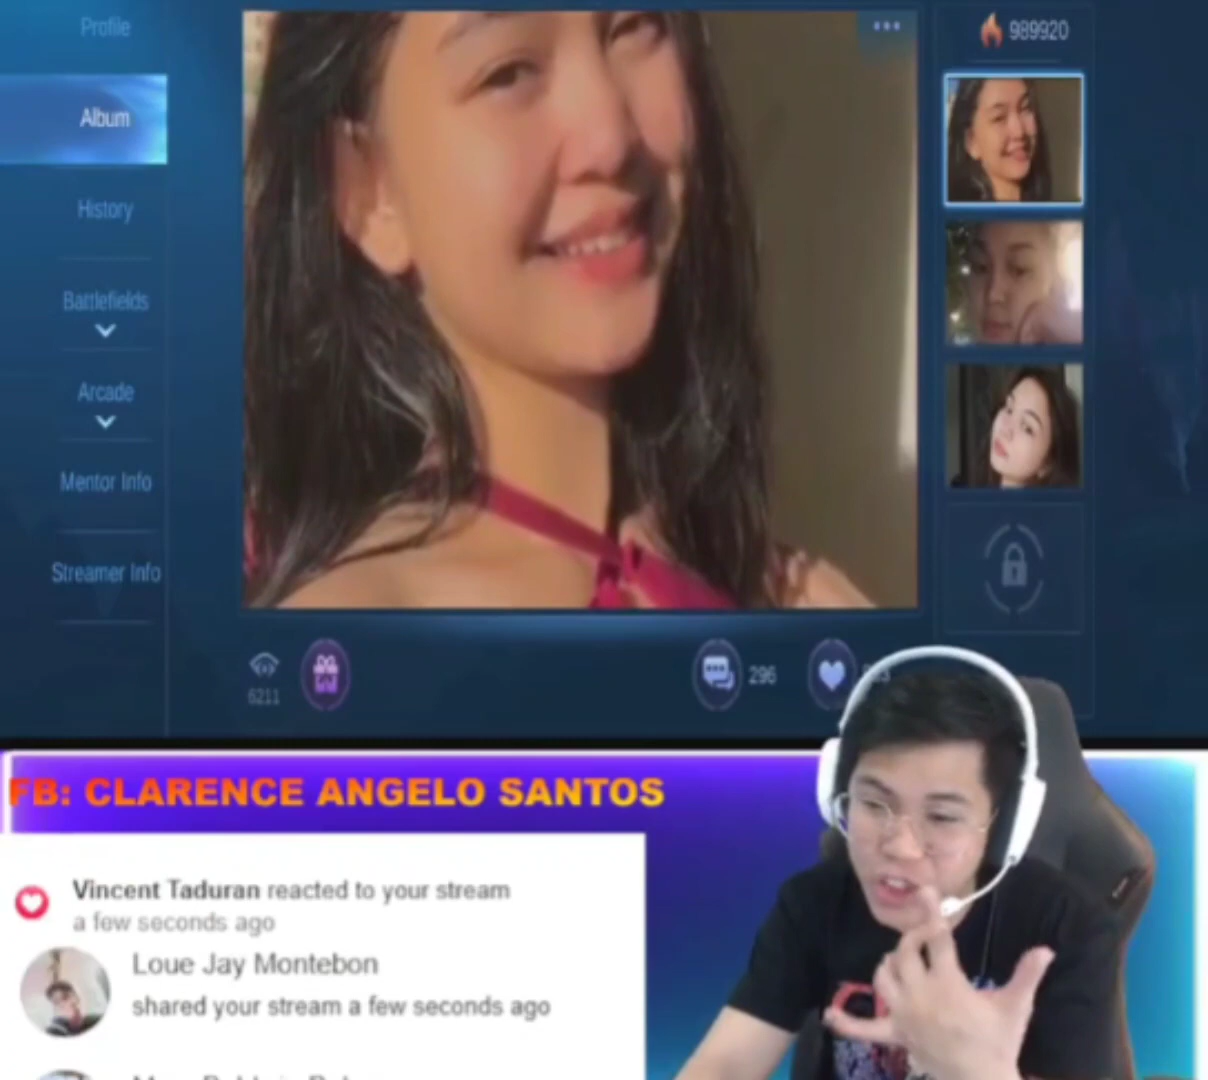 Profile
989920
Album
History
Battlefields
Arcade
Mentor Info
Streamer Info
6211
296
FB: CLARENCE ANGELO SANTOS
Vincent Taduran reacted to your stream
a few seconds ago
Loue Jay Montebon
shared your stream a few seconds ago